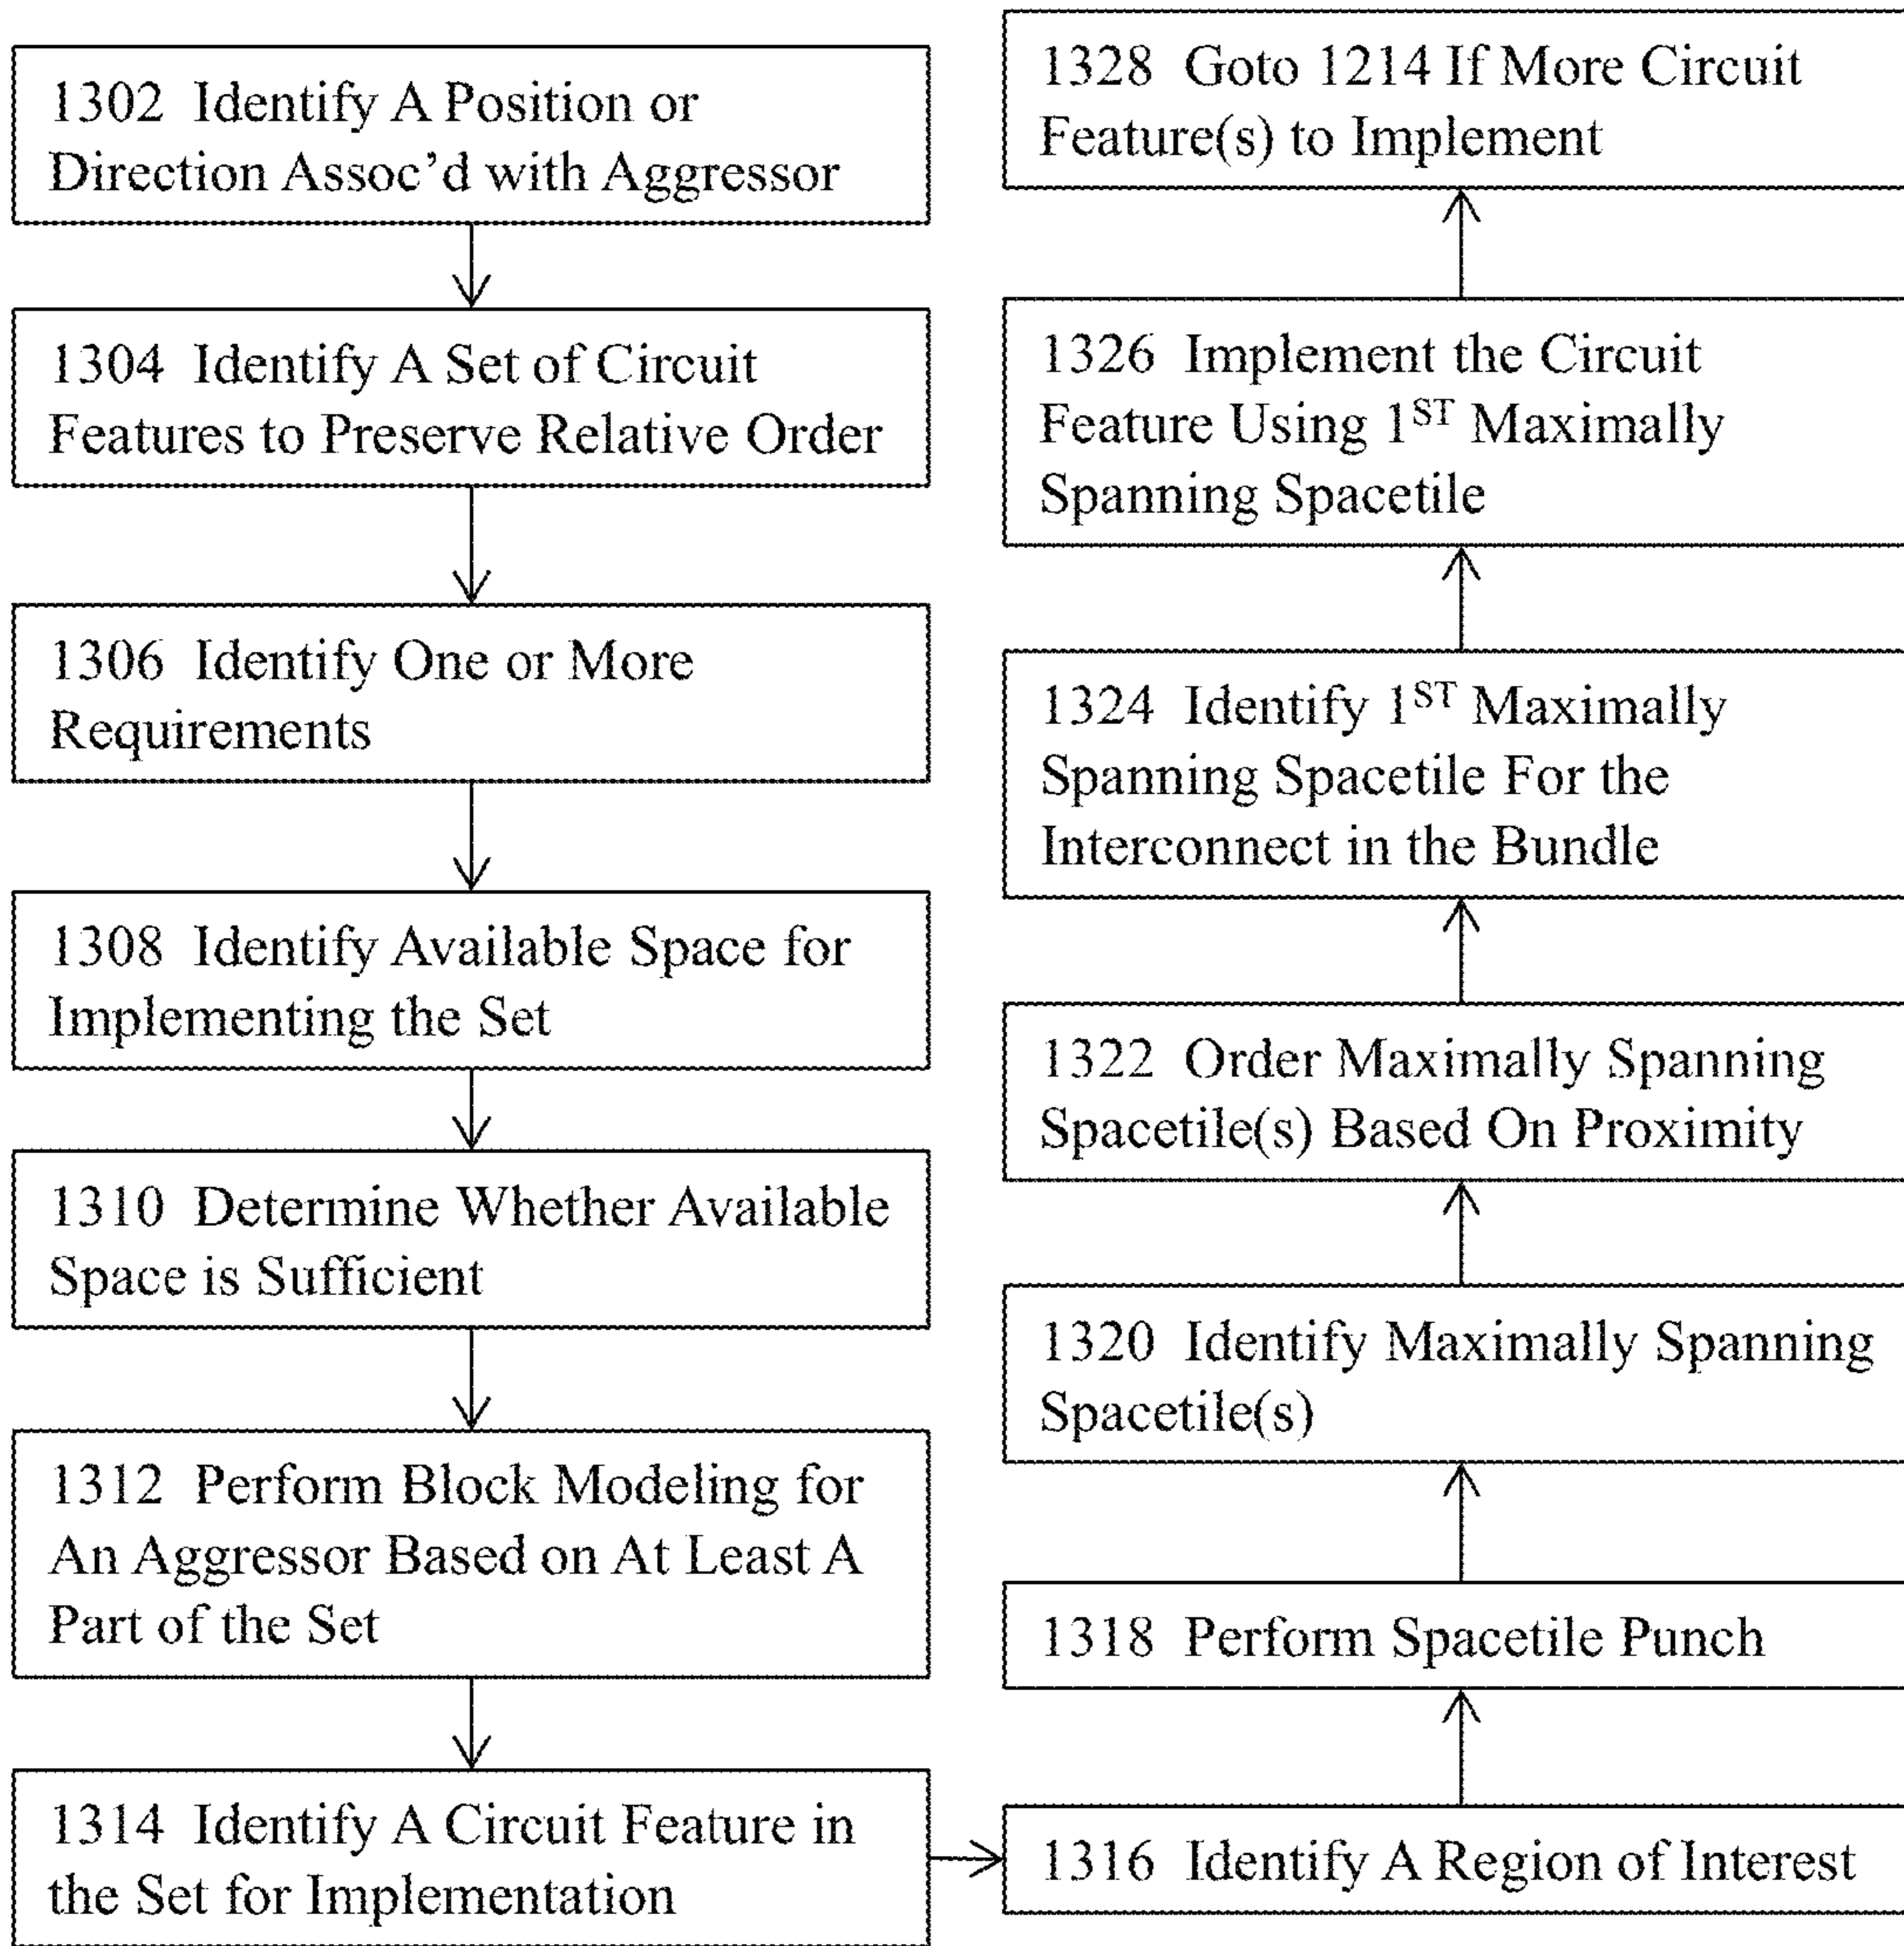 1302 Identify A Position or
Direction Assoc'd with Aggressor
1304 Identify A Set of Circuit
Features to Preserve Relative Order
1306 Identify One or More
Requirements
1308 Identify Available Space for
Implementing the Set
1310 Determine Whether Available
Space is Sufficient
1312 Perform Block Modeling for
An Aggressor Based on At Least A
Part of the Set
1314 Identify A Circuit Feature in
the Set for Implementation
1316 Identify A Region of Interest
1318 Perform Spacetile Punch
1320 Identify Maximally Spanning
Spacetile(s)
1322 Order Maximally Spanning
Spacetile(s) Based On Proximity
1324 Identify 1ST Maximally
Spanning Spacetile For the
Interconnect in the Bundle
1326 Implement the Circuit
Feature Using 1ST Maximally
Spanning Spacetile
1328 Goto 1214 If More Circuit
Feature(s) to Implement